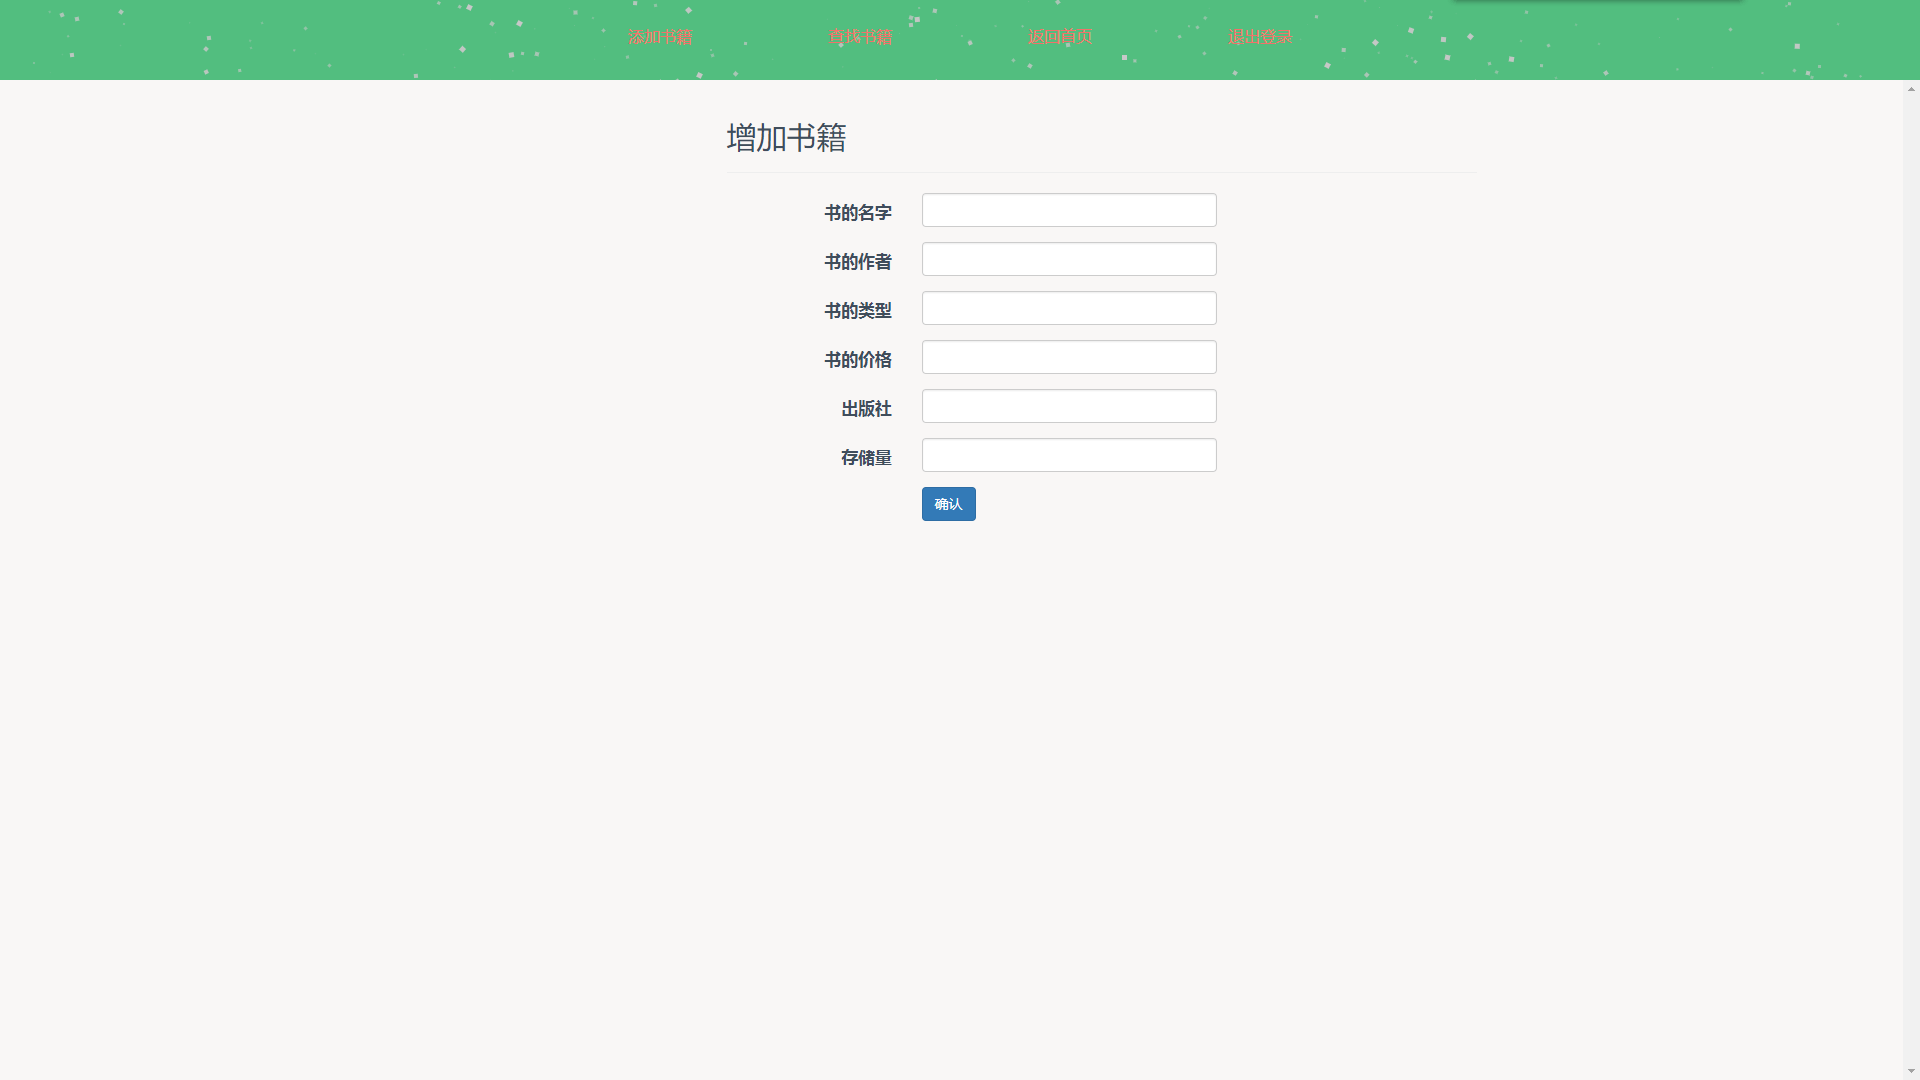 添加书籍 查找书籍 返回首页 退出登录
增加书籍
书的名字
书的作者
书的类型
书的价格
出版社
存储量
确认